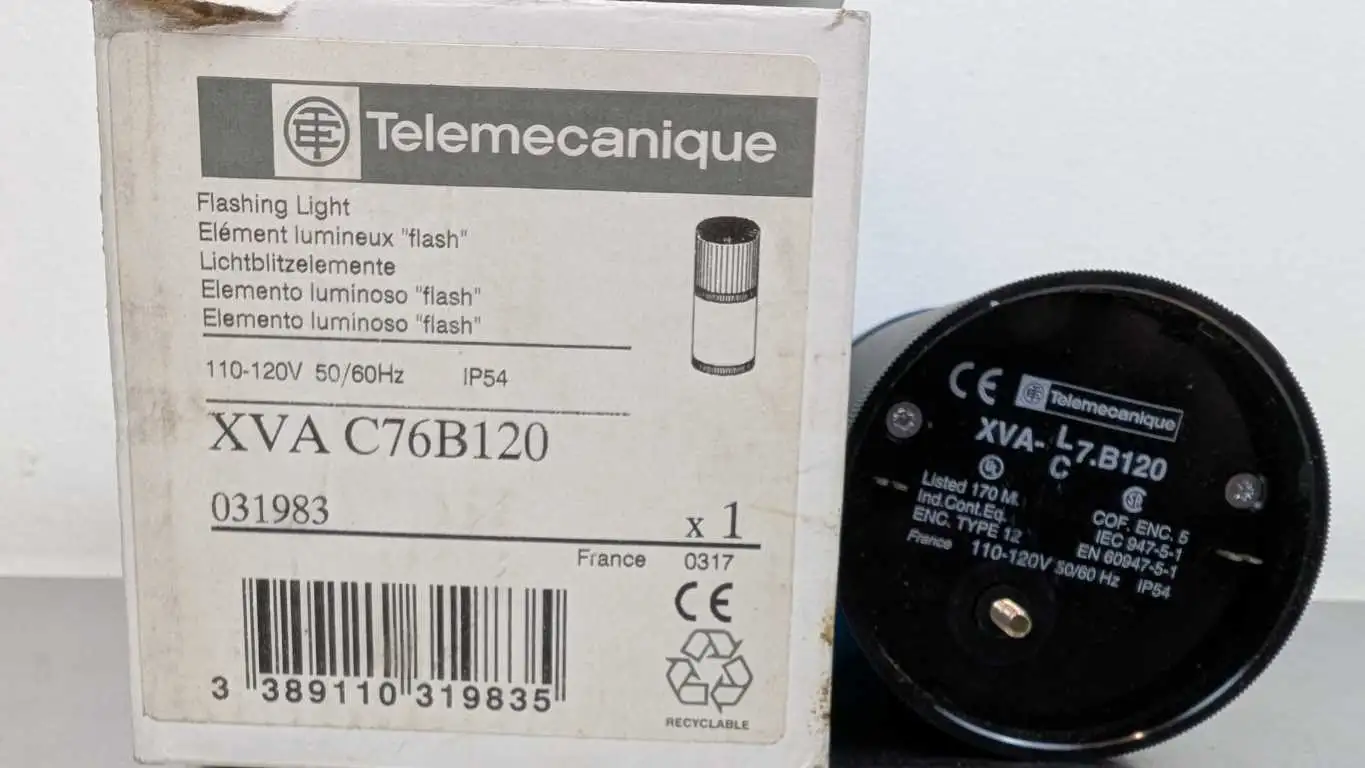 Telemecanique
Flashing Light
Elément lumineux "flash"
Lichtblitzelemente
Elemento luminoso "flash"
Elemento luminoso "flash"
110-120V 50/60Hz IP54
XVA C76B120
031983
x 1
France 0317
CE
3 389110 319835
RECYCLABLE
CE Telemecanique
XVA- L 7.B120
C
UL
Listed 170 M.
Ind.Cont.Eq.
ENC. TYPE 12
COF. ENC. 5
IEC 947-5-1
EN 60947-5-1
France 110-120V 50/60 Hz IP54